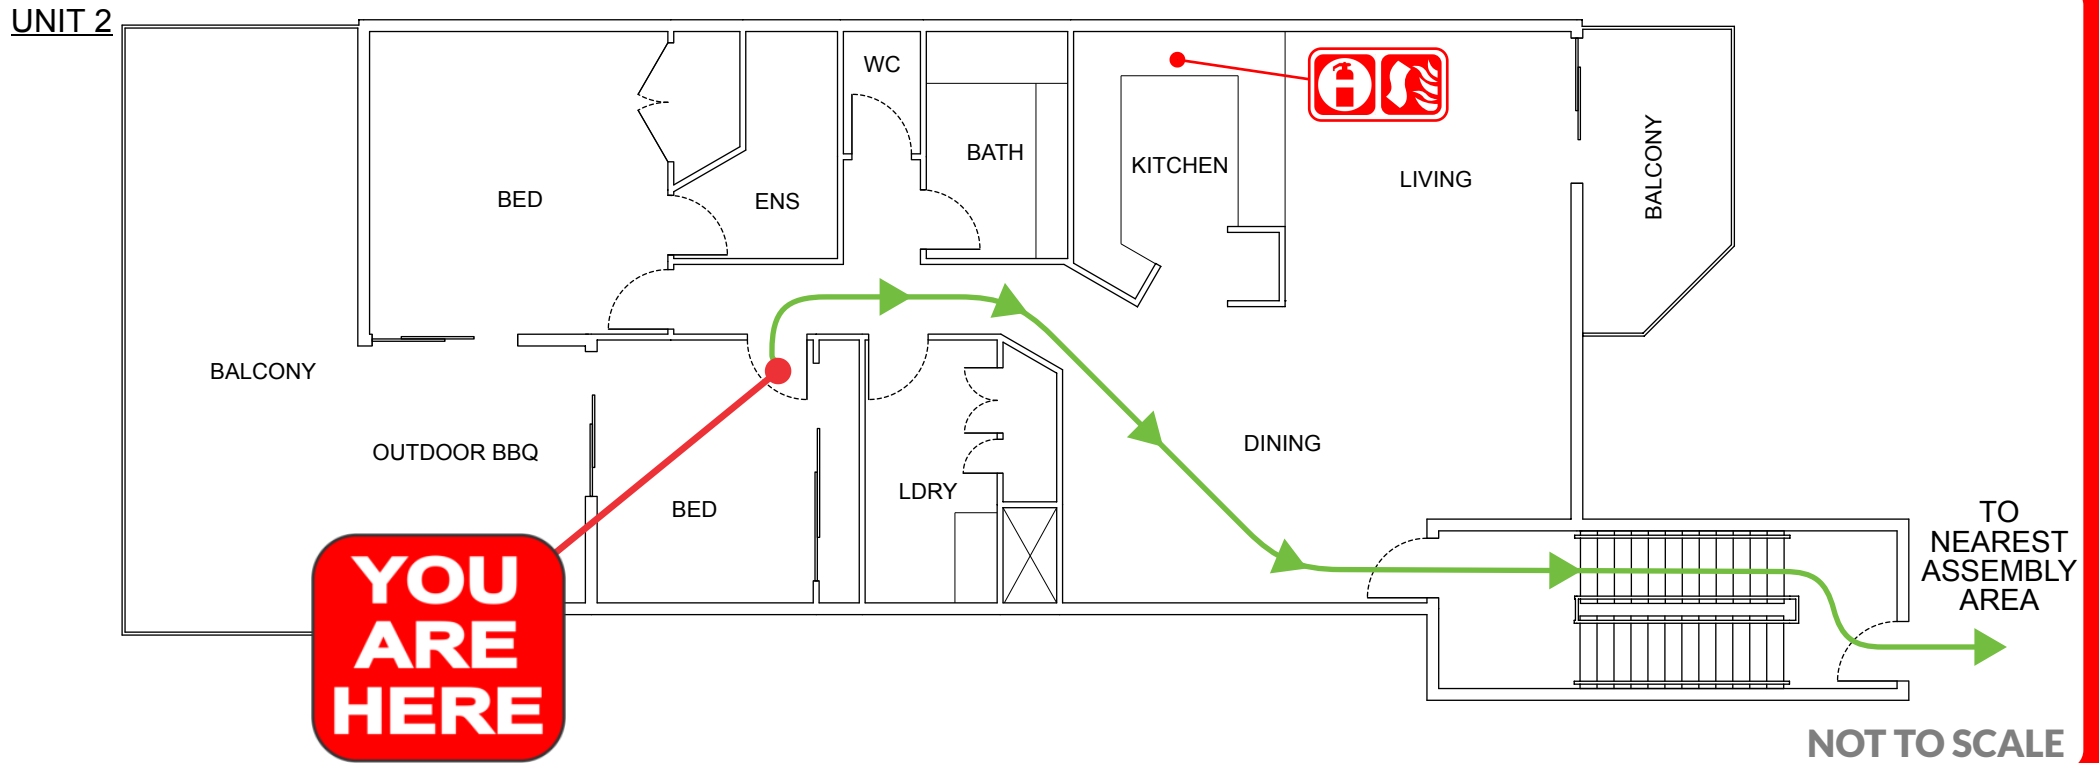 UNIT 2
WC
BATH
KITCHEN
LIVING
BALCONY
BED
ENS
BALCONY
OUTDOOR BBQ
DINING
BED
LDRY
TO
NEAREST
ASSEMBLY
AREA
YOU
ARE
HERE
NOT TO SCALE